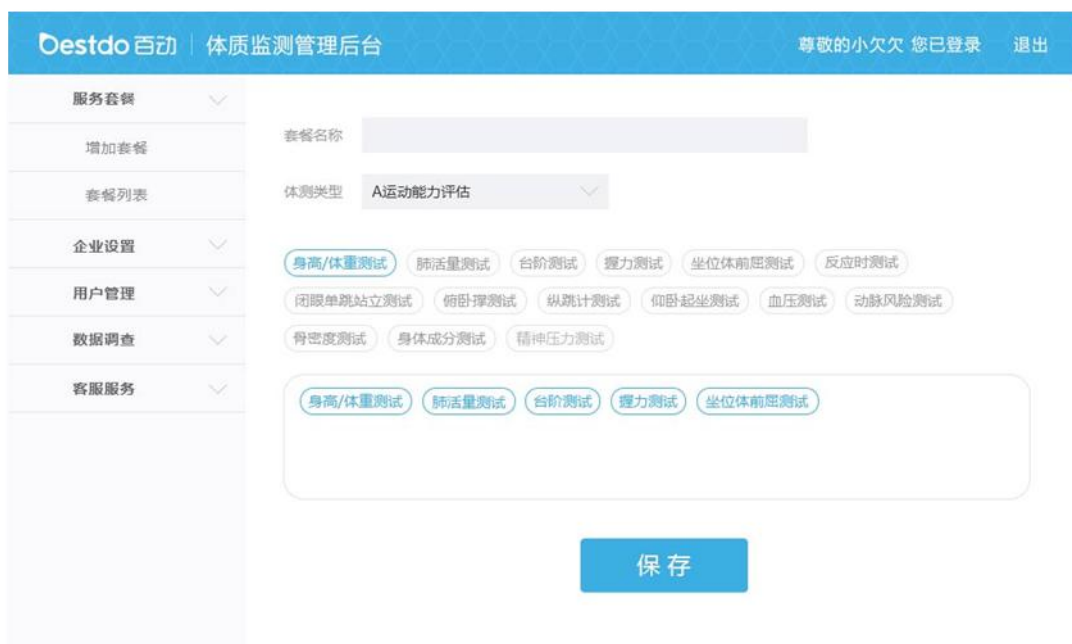 Destdo 百动 体质监测管理后台 尊敬的小欠欠 您已登录 退出
服务套餐
增加套餐
套餐列表
企业设置
用户管理
数据调查
客服服务
套餐名称
体测类型 A运动能力评估
身高/体重测试 肺活量测试 台阶测试 握力测试 坐位体前屈测试 反应时测试
闭眼单跳站立测试 俯卧撑测试 纵跳计测试 仰卧起坐测试 血压测试 动脉风险测试
骨密度测试 身体成分测试 精神压力测试
身高/体重测试 肺活量测试 台阶测试 握力测试 坐位体前屈测试
保存